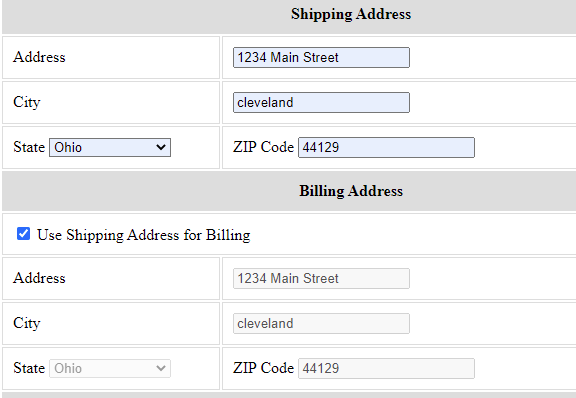 Shipping Address
Address 1234 Main Street
City cleveland
State Ohio ZIP Code 44129
Billing Address
Use Shipping Address for Billing
Address 1234 Main Street
City cleveland
State Ohio ZIP Code 44129